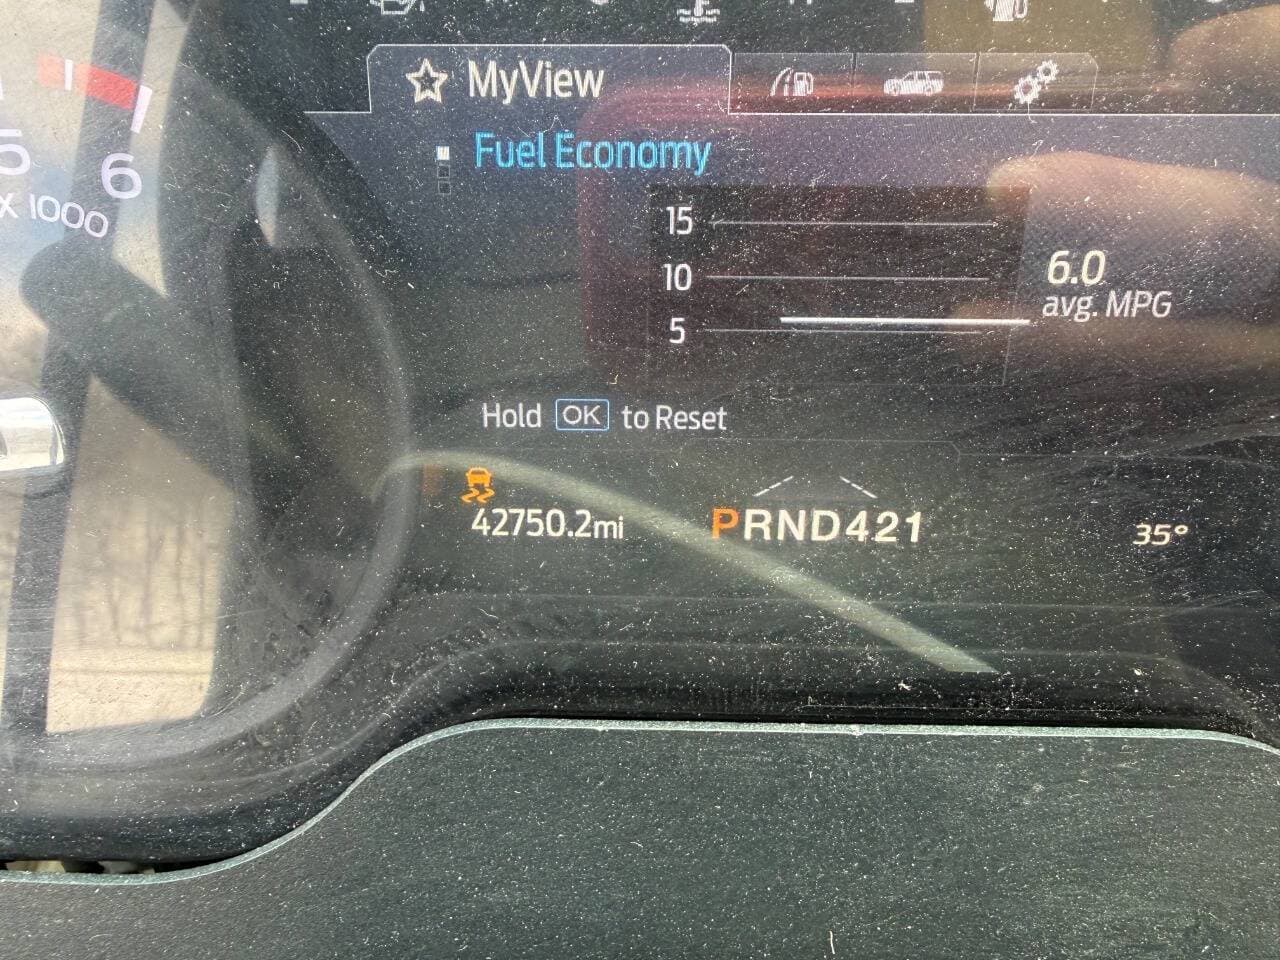 5 6
X 1000
MyView
Fuel Economy
15
10
5
6.0
avg. MPG
Hold OK to Reset
42750.2mi
PRND421
35°